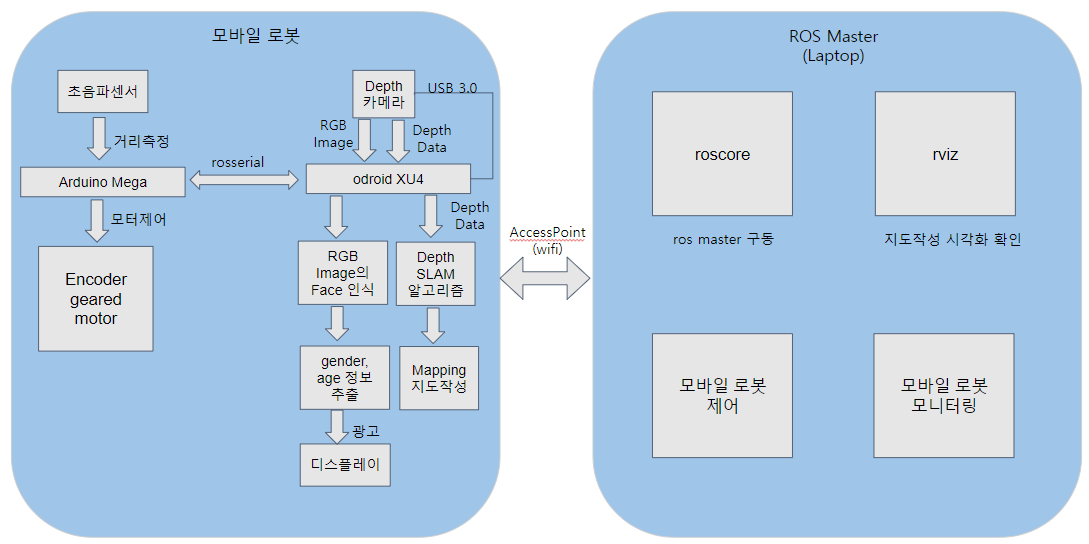 모바일 로봇
초음파센서
거리측정
Arduino Mega
모터제어
Encoder
geared
motor
rosserial
Depth
카메라
USB 3.0
RGB
Image
Depth
Data
odroid XU4
Depth
Data
RGB
Image의
Face 인식
Depth
SLAM
알고리즘
gender,
age 정보
추출
Mapping
지도작성
광고
디스플레이
AccessPoint
(wifi)
ROS Master
(Laptop)
roscore
rviz
ros master 구동
지도작성 시각화 확인
모바일 로봇
제어
모바일 로봇
모니터링